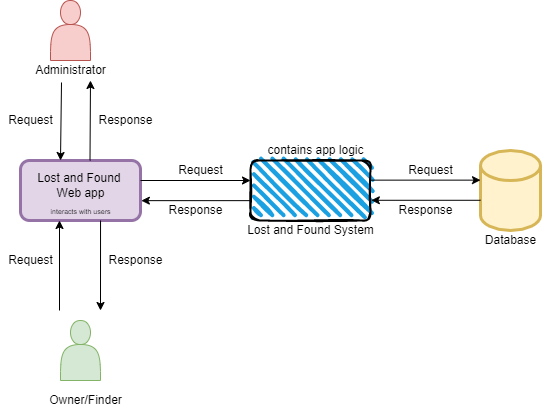 Administrator
Request
Response
Lost and Found
Web app
interacts with users
Request
Response
contains app logic
Lost and Found System
Request
Response
Database
Request
Response
Owner/Finder